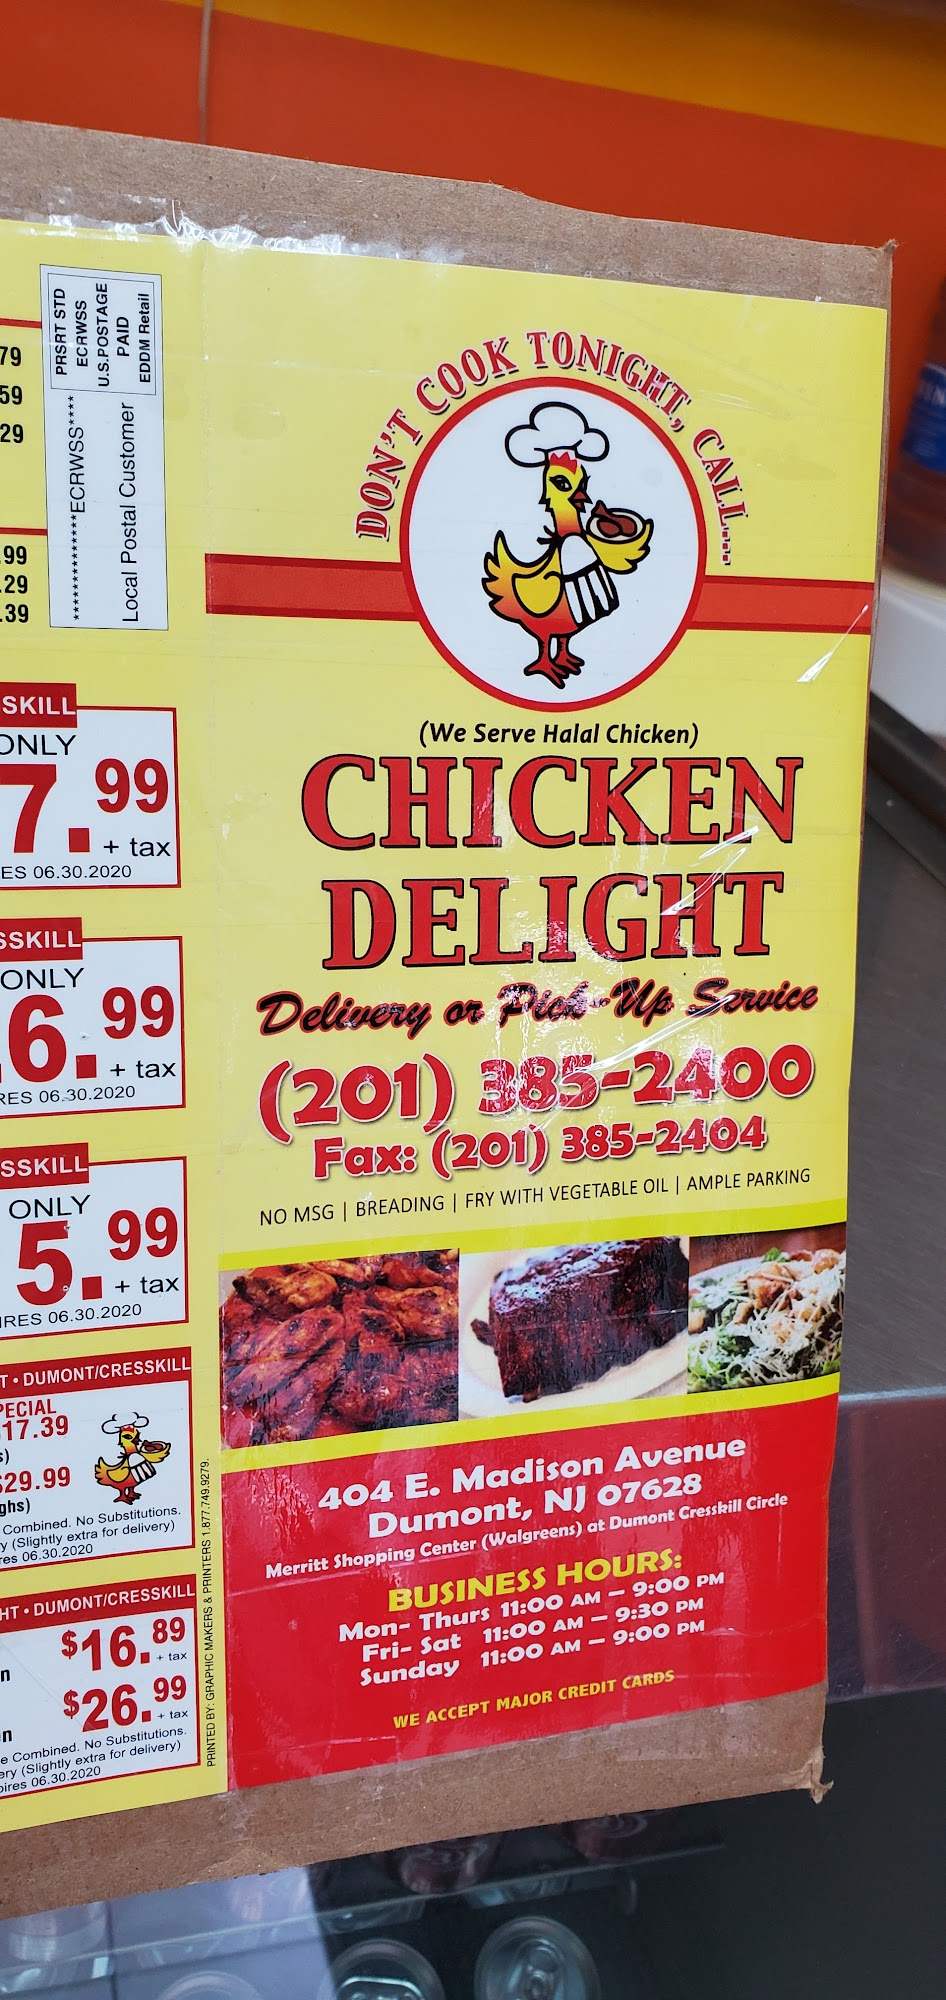 79
59
29
.99
.29
.39
PRSRT STD
ECRWSS
U.S.POSTAGE
PAID
EDDM Retail
*************ECRWSS****
Local Postal Customer
SKILL
ONLY
7.99
+ tax
ES 06.30.2020
SSKILL
ONLY
6.99
+ tax
RES 06.30.2020
SSKILL
ONLY
5.99
+ tax
IRES 06.30.2020
T • DUMONT/CRESSKILL
PECIAL
17.39
s)
$29.99
ghs)
Combined. No Substitutions.
y (Slightly extra for delivery)
res 06.30.2020
HT • DUMONT/CRESSKILL
$16.89
+ tax
n
$26.99
+ tax
en
e Combined. No Substitutions.
ery (Slightly extra for delivery)
pires 06.30.2020
PRINTED BY: GRAPHIC MAKERS & PRINTERS 1.877.749.9279.
DON'T COOK TONIGHT, CALL...
(We Serve Halal Chicken)
CHICKEN
DELIGHT
Delivery or Pick-Up Service
(201) 385-2400
Fax: (201) 385-2404
NO MSG | BREADING | FRY WITH VEGETABLE OIL | AMPLE PARKING
404 E. Madison Avenue
Dumont, NJ 07628
Merritt Shopping Center (Walgreens) at Dumont Cresskill Circle
BUSINESS HOURS:
Mon- Thurs 11:00 AM – 9:00 PM
Fri- Sat 11:00 AM – 9:30 PM
Sunday 11:00 AM – 9:00 PM
WE ACCEPT MAJOR CREDIT CARDS